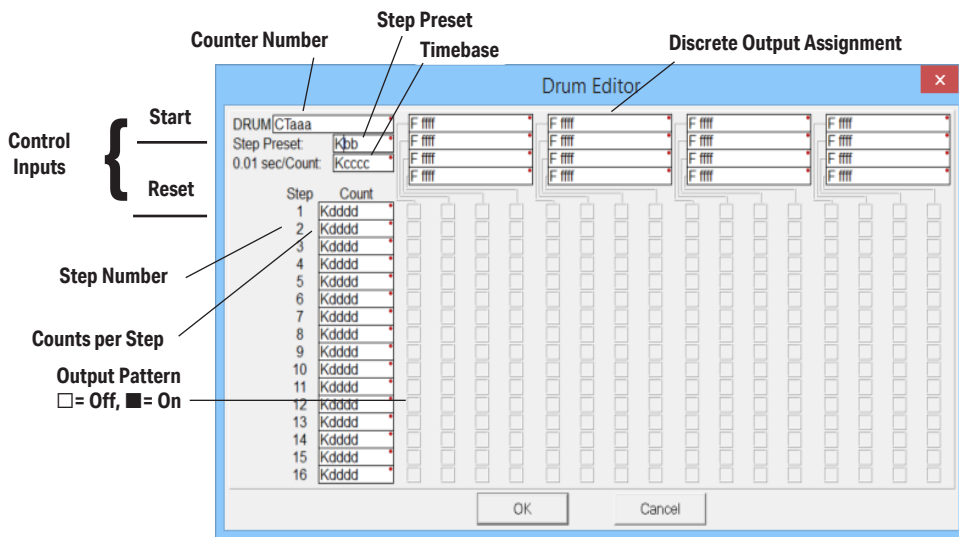 Step Preset
Counter Number
Timebase
Discrete Output Assignment
Drum Editor
x
Control
Inputs
Start
Reset
DRUM CTaaa
Step Preset: Kbb
0.01 sec/Count: Kcccc
F ffff F ffff F ffff F ffff
F ffff F ffff F ffff F ffff
F ffff F ffff F ffff F ffff
F ffff F ffff F ffff F ffff
Step Count
1 Kdddd
2 Kdddd
3 Kdddd
4 Kdddd
5 Kdddd
6 Kdddd
7 Kdddd
8 Kdddd
9 Kdddd
10 Kdddd
11 Kdddd
12 Kdddd
13 Kdddd
14 Kdddd
15 Kdddd
16 Kdddd
Step Number
Counts per Step
Output Pattern
□= Off, ■= On
OK Cancel